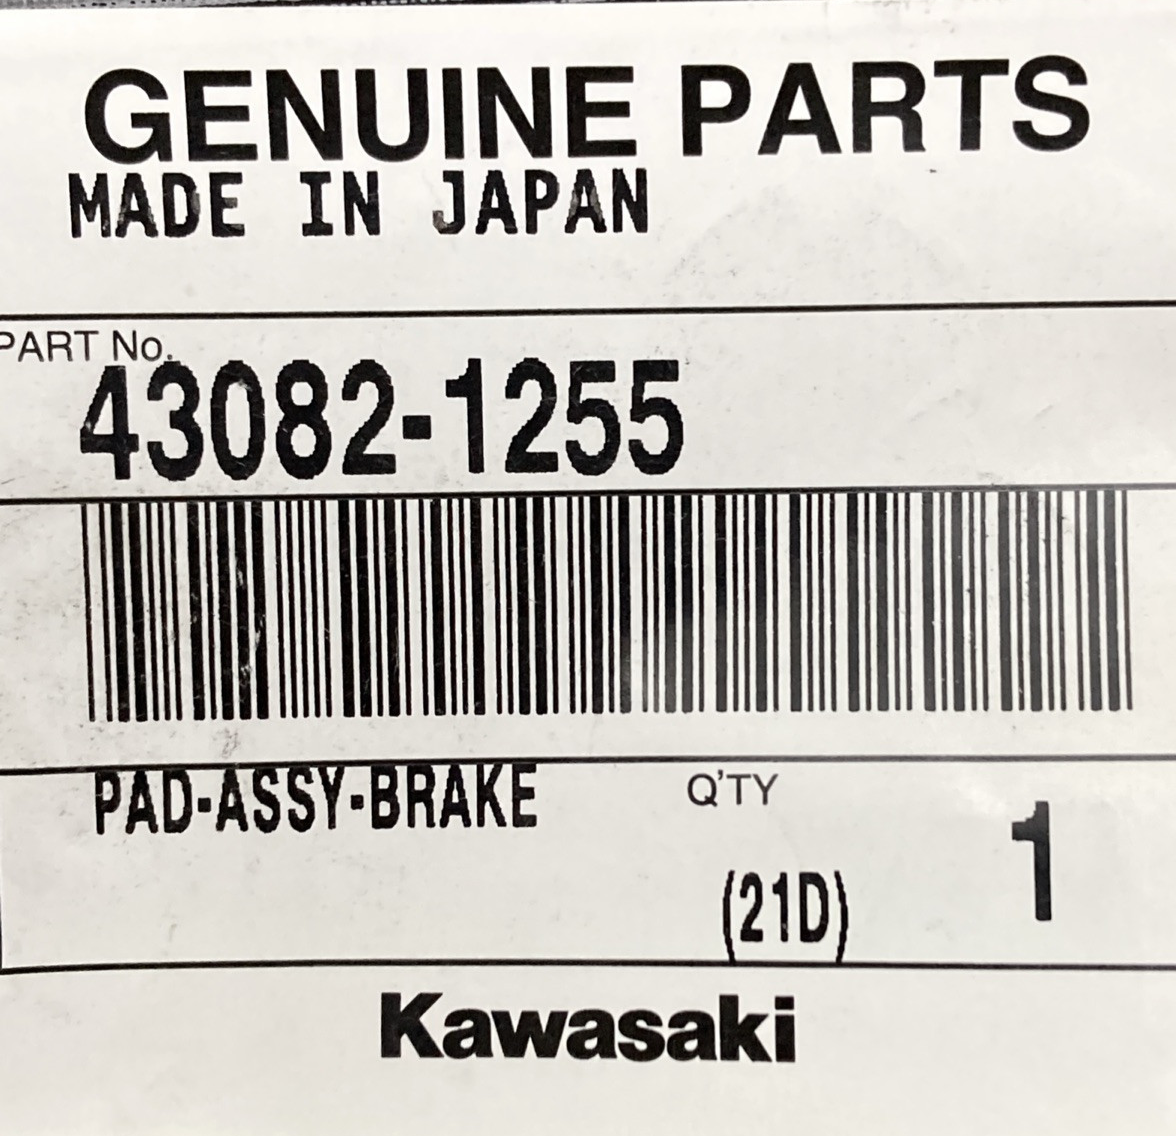 GENUINE PARTS
MADE IN JAPAN
PART No.
43082-1255
PAD-ASSY-BRAKE
Q'TY
1
(21D)
Kawasaki